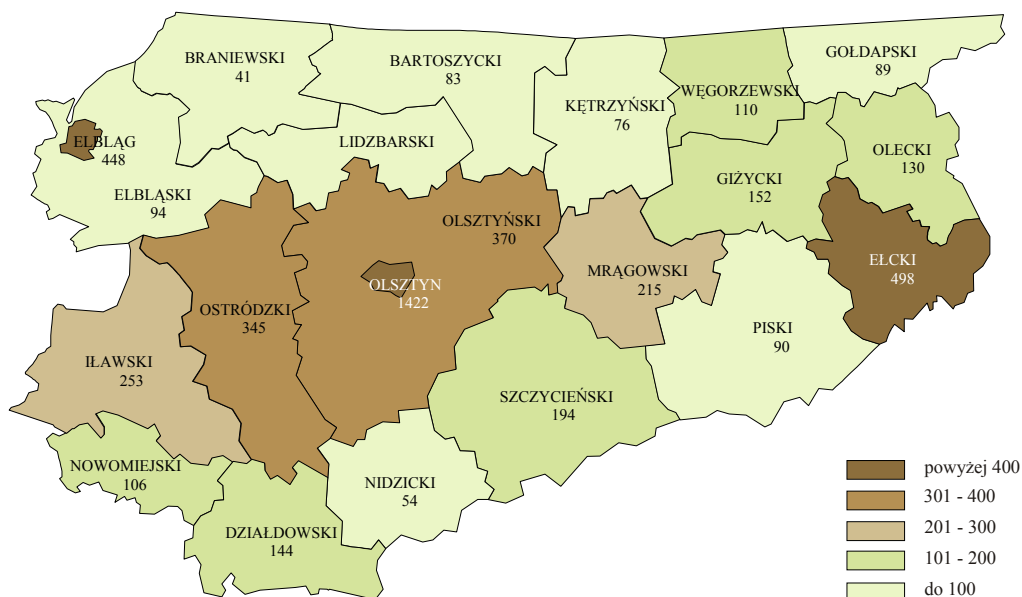 BRANIEWSKI
41
BARTOSZYCKI
83
GOŁDAPSKI
89
KĘTRZYŃSKI
76
WĘGORZEWSKI
110
ELBLĄG
448
LIDZBARSKI
OLECKI
130
ELBLĄSKI
94
GIŻYCKI
152
OLSZTYŃSKI
370
EŁCKI
498
MRĄGOWSKI
215
OLSZTYN
1422
OSTRÓDZKI
345
PISKI
90
IŁAWSKI
253
SZCZYCIEŃSKI
194
NOWOMIEJSKI
106
NIDZICKI
54
DZIAŁDOWSKI
144
powyżej 400
301 - 400
201 - 300
101 - 200
do 100